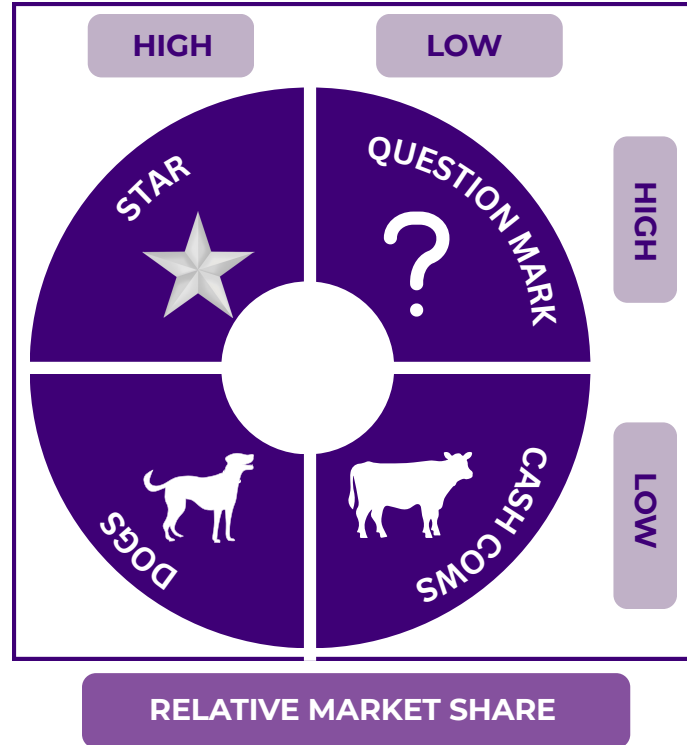 HIGH
LOW
STAR
QUESTION MARK
HIGH
DOGS
CASH COWS
LOW
RELATIVE MARKET SHARE